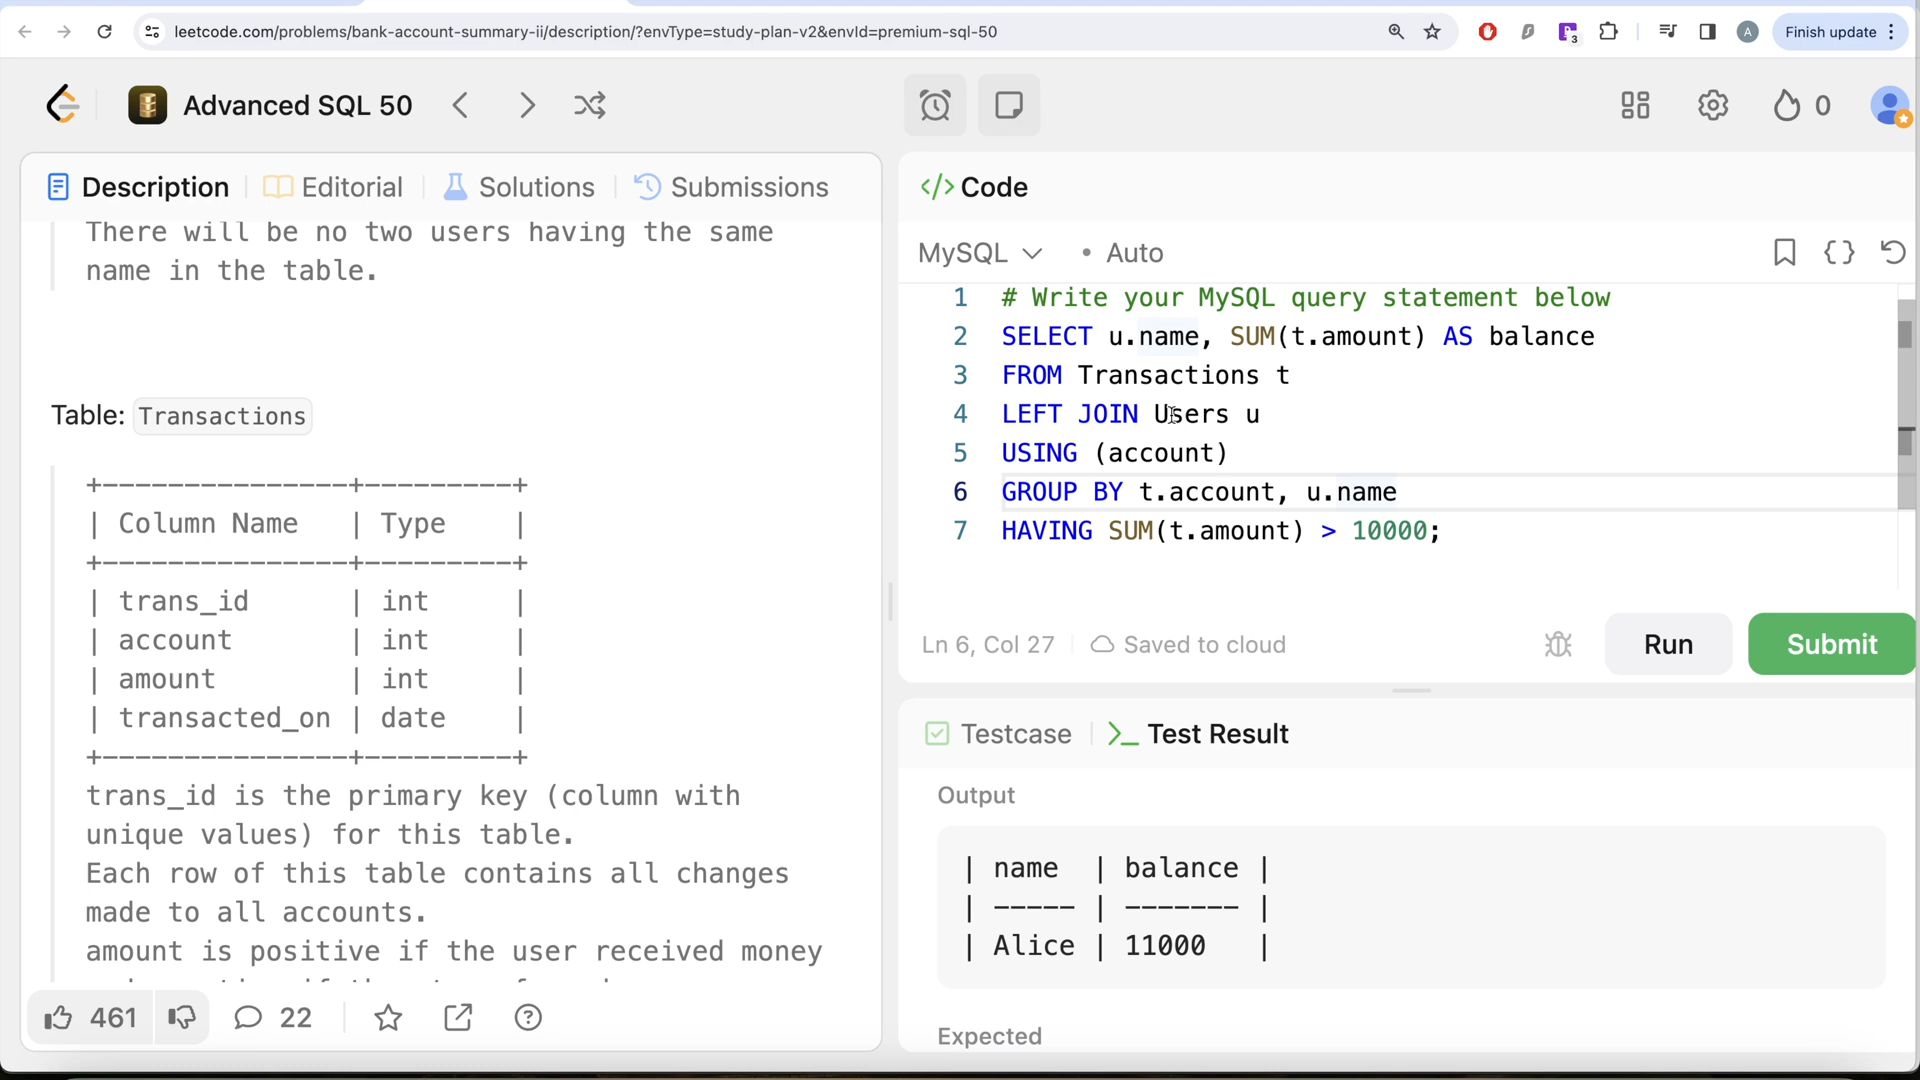 leetcode.com/problems/bank-account-summary-ii/description/?envType=study-plan-v2&envId=premium-sql-50
3
A
Finish update
Advanced SQL 50
0
Description
Editorial
Solutions
Submissions
There will be no two users having the same
name in the table.
Table: Transactions
+---------------+---------+
| Column Name   | Type    |
+---------------+---------+
| trans_id      | int     |
| account       | int     |
| amount        | int     |
| transacted_on | date    |
+---------------+---------+
trans_id is the primary key (column with
unique values) for this table.
Each row of this table contains all changes
made to all accounts.
amount is positive if the user received money
461
22
</> Code
MySQL
• Auto
1 # Write your MySQL query statement below
2 SELECT u.name, SUM(t.amount) AS balance
3 FROM Transactions t
4 LEFT JOIN Users u
5 USING (account)
6 GROUP BY t.account, u.name
7 HAVING SUM(t.amount) > 10000;
Ln 6, Col 27
Saved to cloud
Run
Submit
Testcase
Test Result
Output
| name  | balance |
| ----- | ------- |
| Alice | 11000   |
Expected